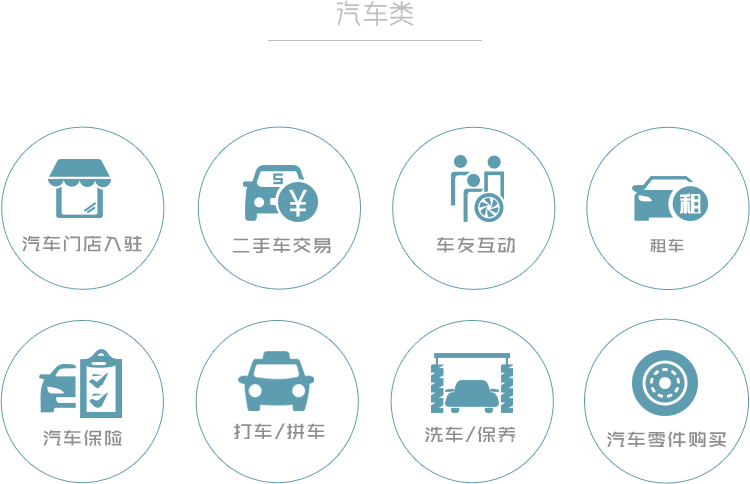 汽车类
5
¥
租
汽车门店入驻
二手车交易
车友互动
租车
汽车保险
打车/拼车
洗车/保养
汽车零件购买